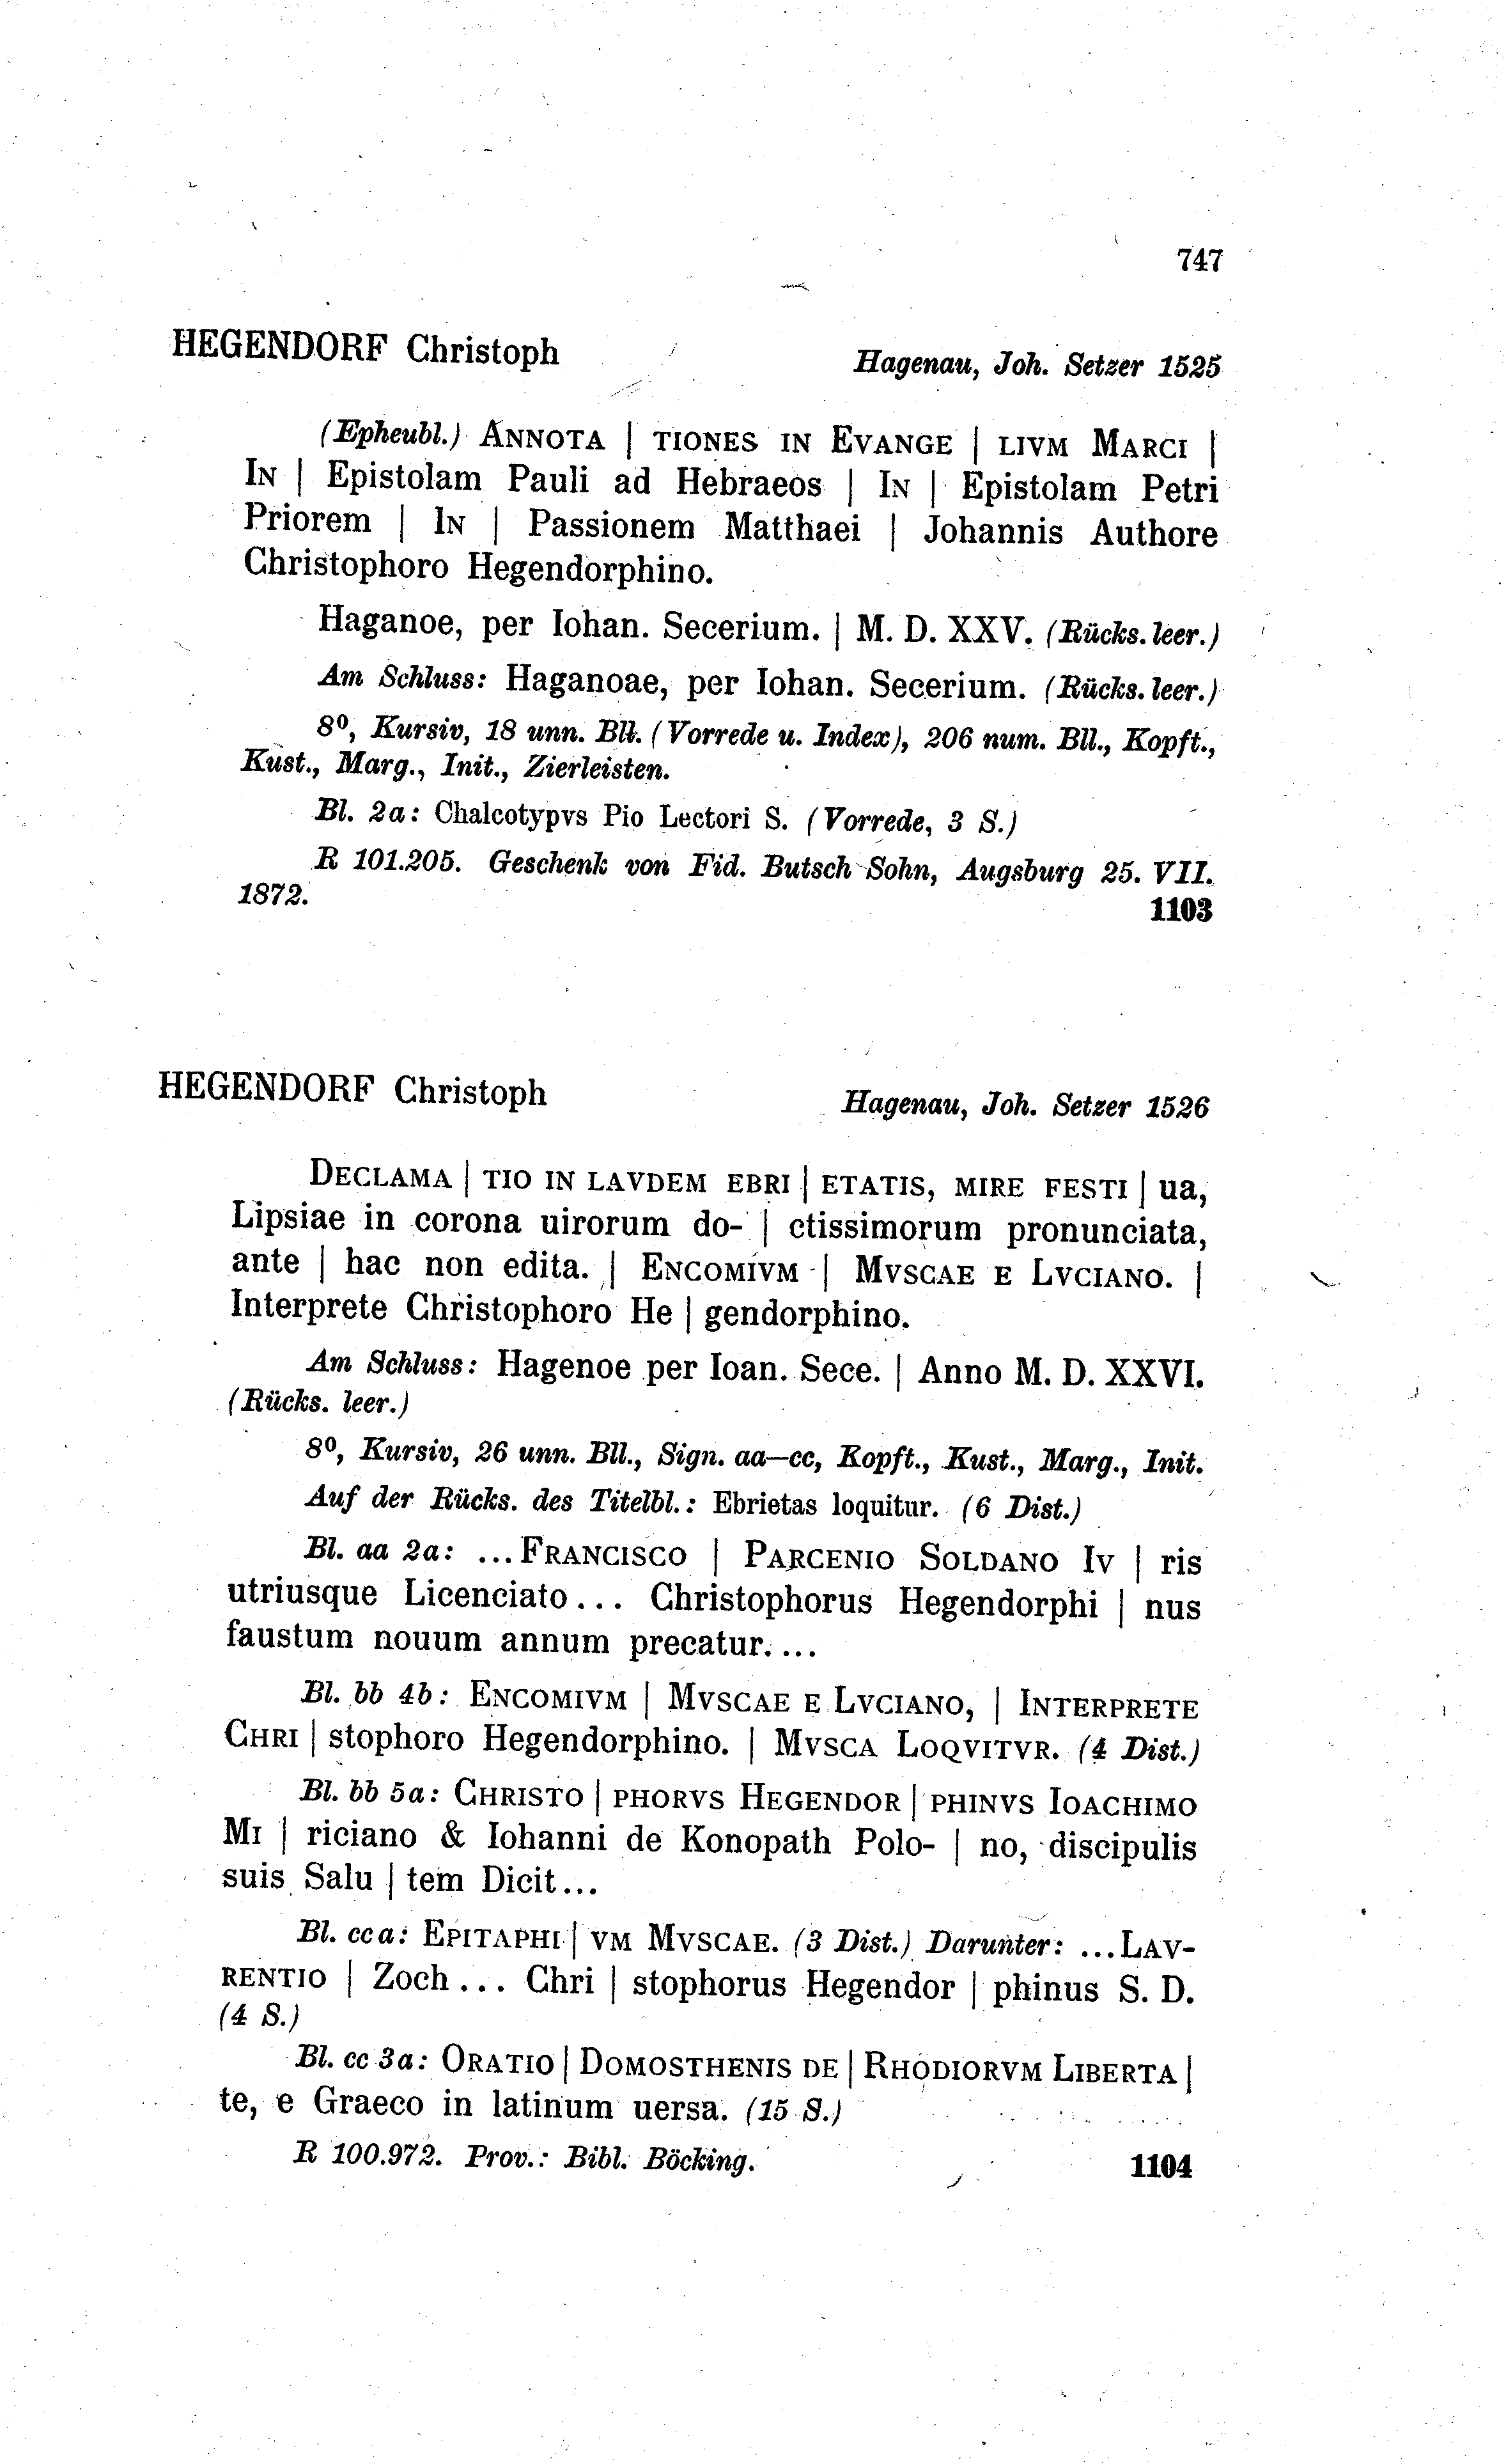 747
HEGENDORF Christoph
Hagenau, Joh. Setzer 1525
(Epheubl.) ANNOTA | TIONES IN EVANGE | LIVM MARCI |
IN | Epistolam Pauli ad Hebraeos | IN | Epistolam Petri
Priorem | IN | Passionem Matthaei | Johannis Authore
Christophoro Hegendorphino.
Haganoe, per Iohan. Secerium. | M. D. XXV. (Rücks. leer.)
Am Schluss: Haganoae, per Iohan. Secerium. (Rücks. leer.)
8⁰, Kursiv, 18 unn. Bll. (Vorrede u. Index), 206 num. Bll., Kopft.,
Kust., Marg., Init., Zierleisten.
Bl. 2a: Chalcotypvs Pio Lectori S. (Vorrede, 3 S.)
R 101.205. Geschenk von Fid. Butsch Sohn, Augsburg 25. VII.
1872.
1103
HEGENDORF Christoph
Hagenau, Joh. Setzer 1526
DECLAMA | TIO IN LAVDEM EBRI | ETATIS, MIRE FESTI | ua,
Lipsiae in corona uirorum do- | ctissimorum pronunciata,
ante | hac non edita. | ENCOMIVM | MVSCAE E LVCIANO. |
Interprete Christophoro He | gendorphino.
Am Schluss: Hagenoe per Ioan. Sece. | Anno M. D. XXVI.
(Rücks. leer.)
8⁰, Kursiv, 26 unn. Bll., Sign. aa—cc, Kopft., Kust., Marg., Init.
Auf der Rücks. des Titelbl.: Ebrietas loquitur. (6 Dist.)
Bl. aa 2a: ... FRANCISCO | PARCENIO SOLDANO IV | ris
utriusque Licenciato ... Christophorus Hegendorphi | nus
faustum nouum annum precatur. ...
Bl. bb 4b: ENCOMIVM | MVSCAE E LVCIANO, | INTERPRETE
CHRI | stophoro Hegendorphino. | MVSCA LOQVITVR. (4 Dist.)
Bl. bb 5a: CHRISTO | PHORVS HEGENDOR | PHINVS IOACHIMO
MI | riciano & Iohanni de Konopath Polo- | no, discipulis
suis Salu | tem Dicit ...
Bl. cc a: EPITAPHI | VM MVSCAE. (3 Dist.) Darunter: ... LAV-
RENTIO | Zoch ... Chri | stophorus Hegendor | phinus S. D.
(4 S.)
Bl. cc 3a: ORATIO | DOMOSTHENIS DE | RHODIORVM LIBERTA |
te, e Graeco in latinum uersa. (15 S.)
R 100.972. Prov.: Bibl. Böcking.
1104